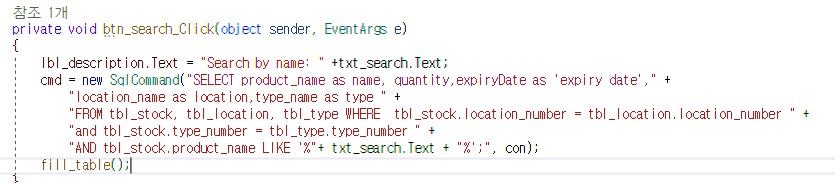 참조 1개
private void btn_search_Click(object sender, EventArgs e)
{
lbl_description.Text = "Search by name: " +txt_search.Text;
cmd = new SqlCommand("SELECT product_name as name, quantity,expiryDate as 'expiry date'," +
"location_name as location,type_name as type " +
"FROM tbl_stock, tbl_location, tbl_type WHERE  tbl_stock.location_number = tbl_location.location_number " +
"and tbl_stock.type_number = tbl_type.type_number " +
"AND tbl_stock.product_name LIKE '%"+ txt_search.Text + "%';", con);
fill_table();
}